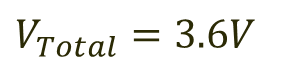 V_Total = 3.6V